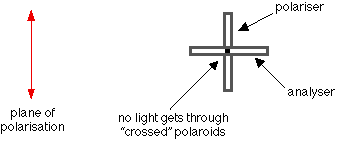 polariser
analyser
plane of
polarisation
no light gets through
"crossed" polaroids